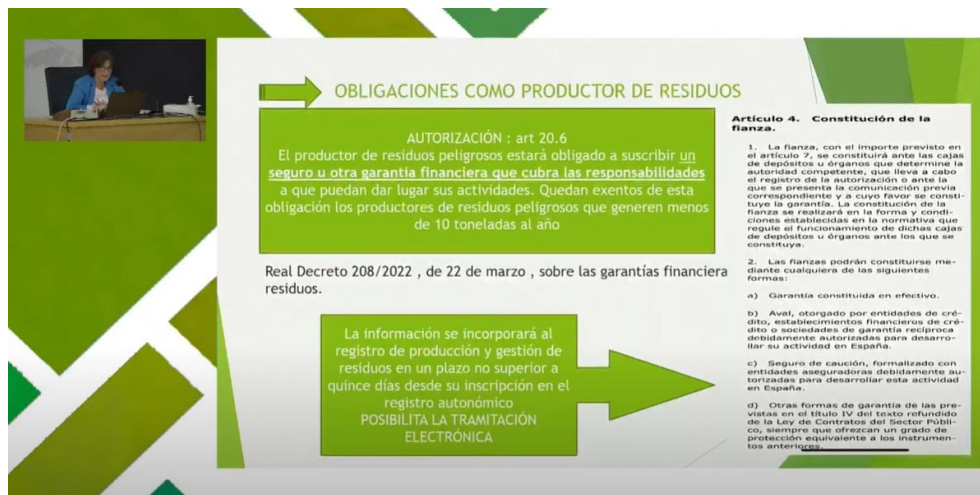 OBLIGACIONES COMO PRODUCTOR DE RESIDUOS
AUTORIZACIÓN : art 20.6
El productor de residuos peligrosos estará obligado a suscribir un
seguro u otra garantía financiera que cubra las responsabilidades
a que puedan dar lugar sus actividades. Quedan exentos de esta
obligación los productores de residuos peligrosos que generen menos
de 10 toneladas al año
Real Decreto 208/2022 , de 22 de marzo , sobre las garantías financiera
residuos.
La información se incorporará al
registro de producción y gestión de
residuos en un plazo no superior a
quince días desde su inscripción en el
registro autonómico
POSIBILITA LA TRAMITACIÓN
ELECTRÓNICA
Artículo 4. Constitución de la
fianza.
1. La fianza, con el importe previsto en
el artículo 7, se constituirá ante las cajas
de depósitos u órganos que determine la
autoridad competente, que lleva a cabo
el registro de la autorización o ante la
que se presenta la comunicación previa
correspondiente y a cuyo favor se consti-
tuye la garantía. La constitución de la
fianza se realizará en la forma y condi-
ciones establecidas en la normativa que
regule el funcionamiento de dichas cajas
de depósitos u órganos ante los que se
constituya.
2. Las fianzas podrán constituirse me-
diante cualquiera de las siguientes
formas:
a) Garantía constituida en efectivo.
b) Aval, otorgado por entidades de cré-
dito, establecimientos financieros de cré-
dito o sociedades de garantía recíproca
debidamente autorizadas para desarro-
llar su actividad en España.
c) Seguro de caución, formalizado con
entidades aseguradoras debidamente au-
torizadas para desarrollar esta actividad
en España.
d) Otras formas de garantía de las pre-
vistas en el título IV del texto refundido
de la Ley de Contratos del Sector Públi-
co, siempre que ofrezcan un grado de
protección equivalente a los instrumen-
tos anteriores.